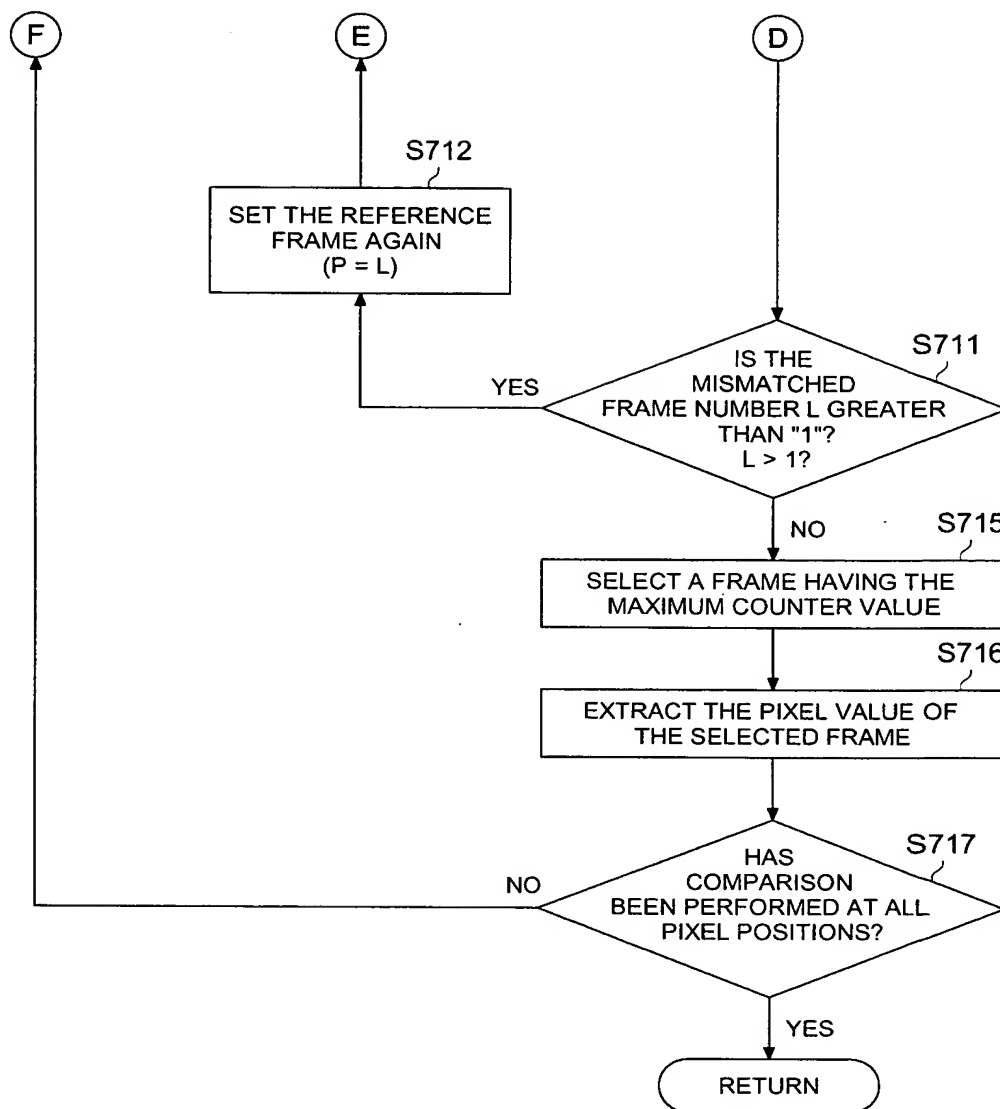 F
E
D
S712
SET THE REFERENCE
FRAME AGAIN
(P = L)
S711
IS THE
MISMATCHED
FRAME NUMBER L GREATER
THAN "1"?
L > 1?
YES
NO
S715
SELECT A FRAME HAVING THE
MAXIMUM COUNTER VALUE
S716
EXTRACT THE PIXEL VALUE OF
THE SELECTED FRAME
S717
HAS
COMPARISON
BEEN PERFORMED AT ALL
PIXEL POSITIONS?
NO
YES
RETURN